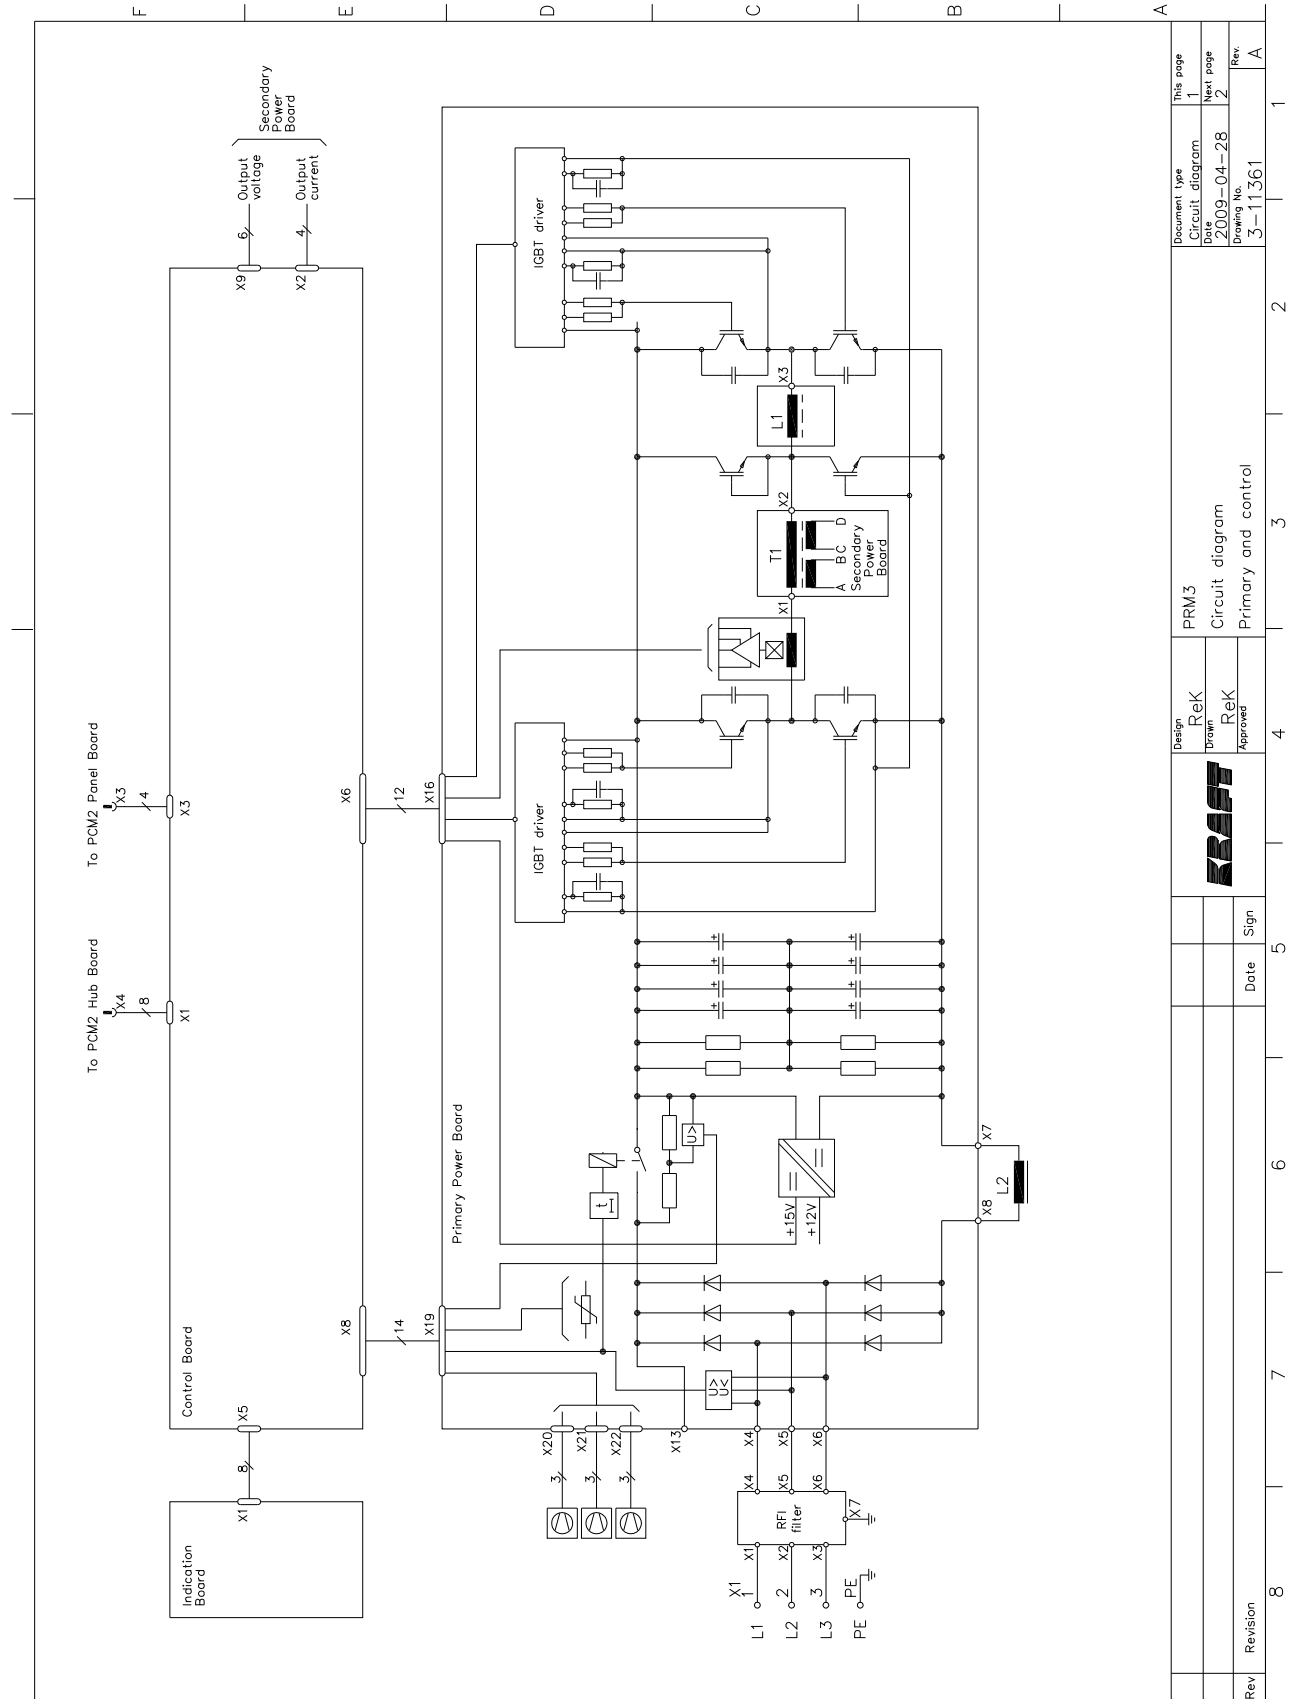 F
E
D
C
B
A
1
2
3
4
5
6
7
8
To PCM2 Hub Board
X4
8
X1
To PCM2 Panel Board
X3
4
X3
Indication
Board
X1
8
X5
Control Board
X9
6
Output
voltage
X2
4
Output
current
Secondary
Power
Board
X8
14
X19
X6
12
X16
Primary Power Board
IGBT driver
IGBT driver
X20
3
X21
3
X22
3
X13
t
U>
U>
U<
+15V
+12V
X1
T1
X2
A
B
C
D
Secondary
Power
Board
L1
X3
L1
L2
L3
PE
X1
1
2
3
PE
X1
X2
X3
RFI
filter
X4
X5
X6
X7
X4
X5
X6
X8
L2
X7
Rev
Revision
Date
Sign
KRAFT
Design
ReK
Drawn
ReK
Approved
PRM3
Circuit diagram
Primary and control
Document type
Circuit diagram
Date
2009-04-28
Drawing No.
3-11361
This page
1
Next page
2
Rev.
A